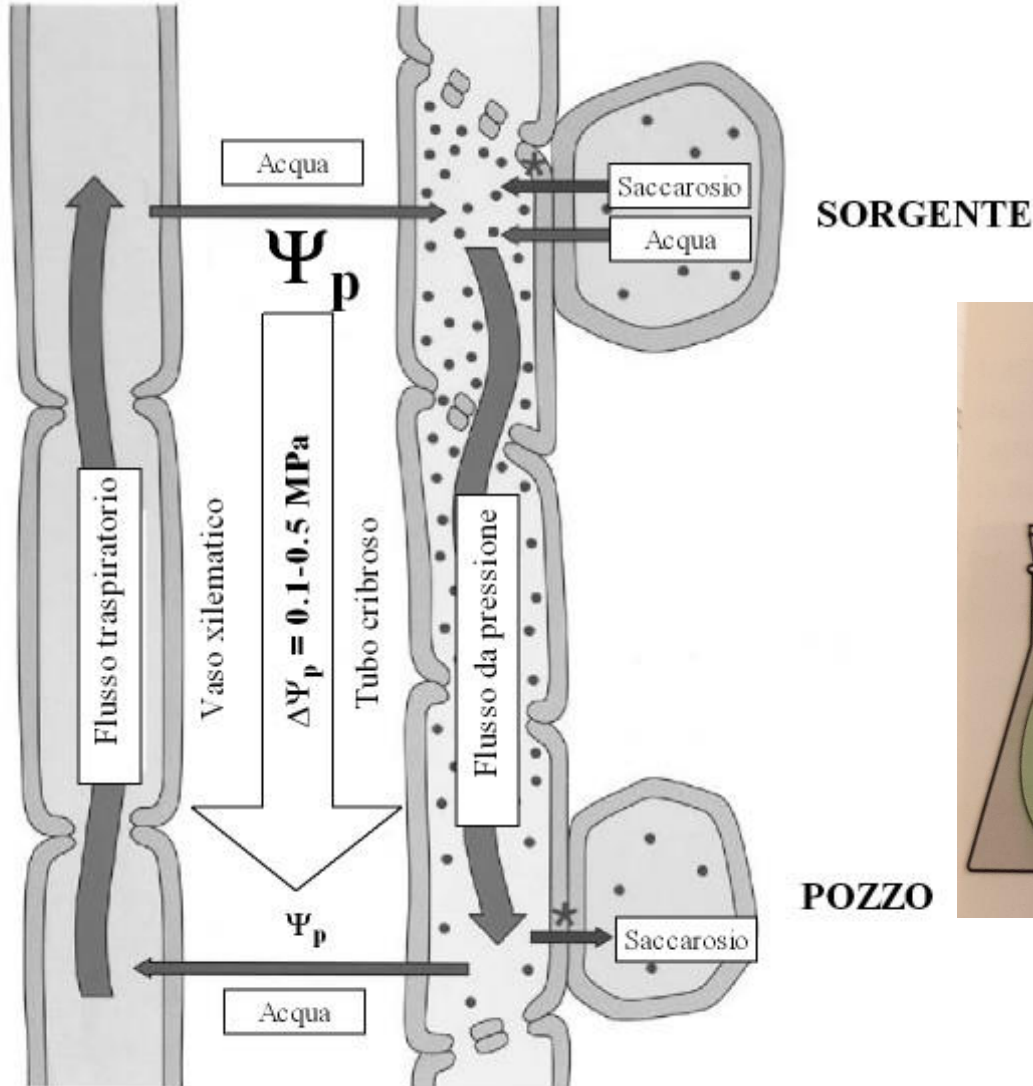 Acqua
Ψp
Saccarosio
Acqua
SORGENTE
Flusso traspiratorio
Vaso xilematico
ΔΨp = 0.1-0.5 MPa
Tubo cribroso
Flusso da pressione
*
*
POZZO
Ψp
Saccarosio
Acqua